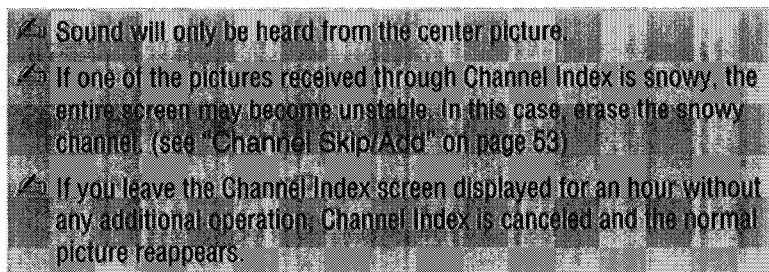 Sound will only be heard from the center picture.
If one of the pictures received through Channel Index is snowy, the
entire screen may become unstable. In this case, erase the snowy
channel. (see "Channel Skip/Add" on page 53)
If you leave the Channel Index screen displayed for an hour without
any additional operation, Channel Index is canceled and the normal
picture reappears.